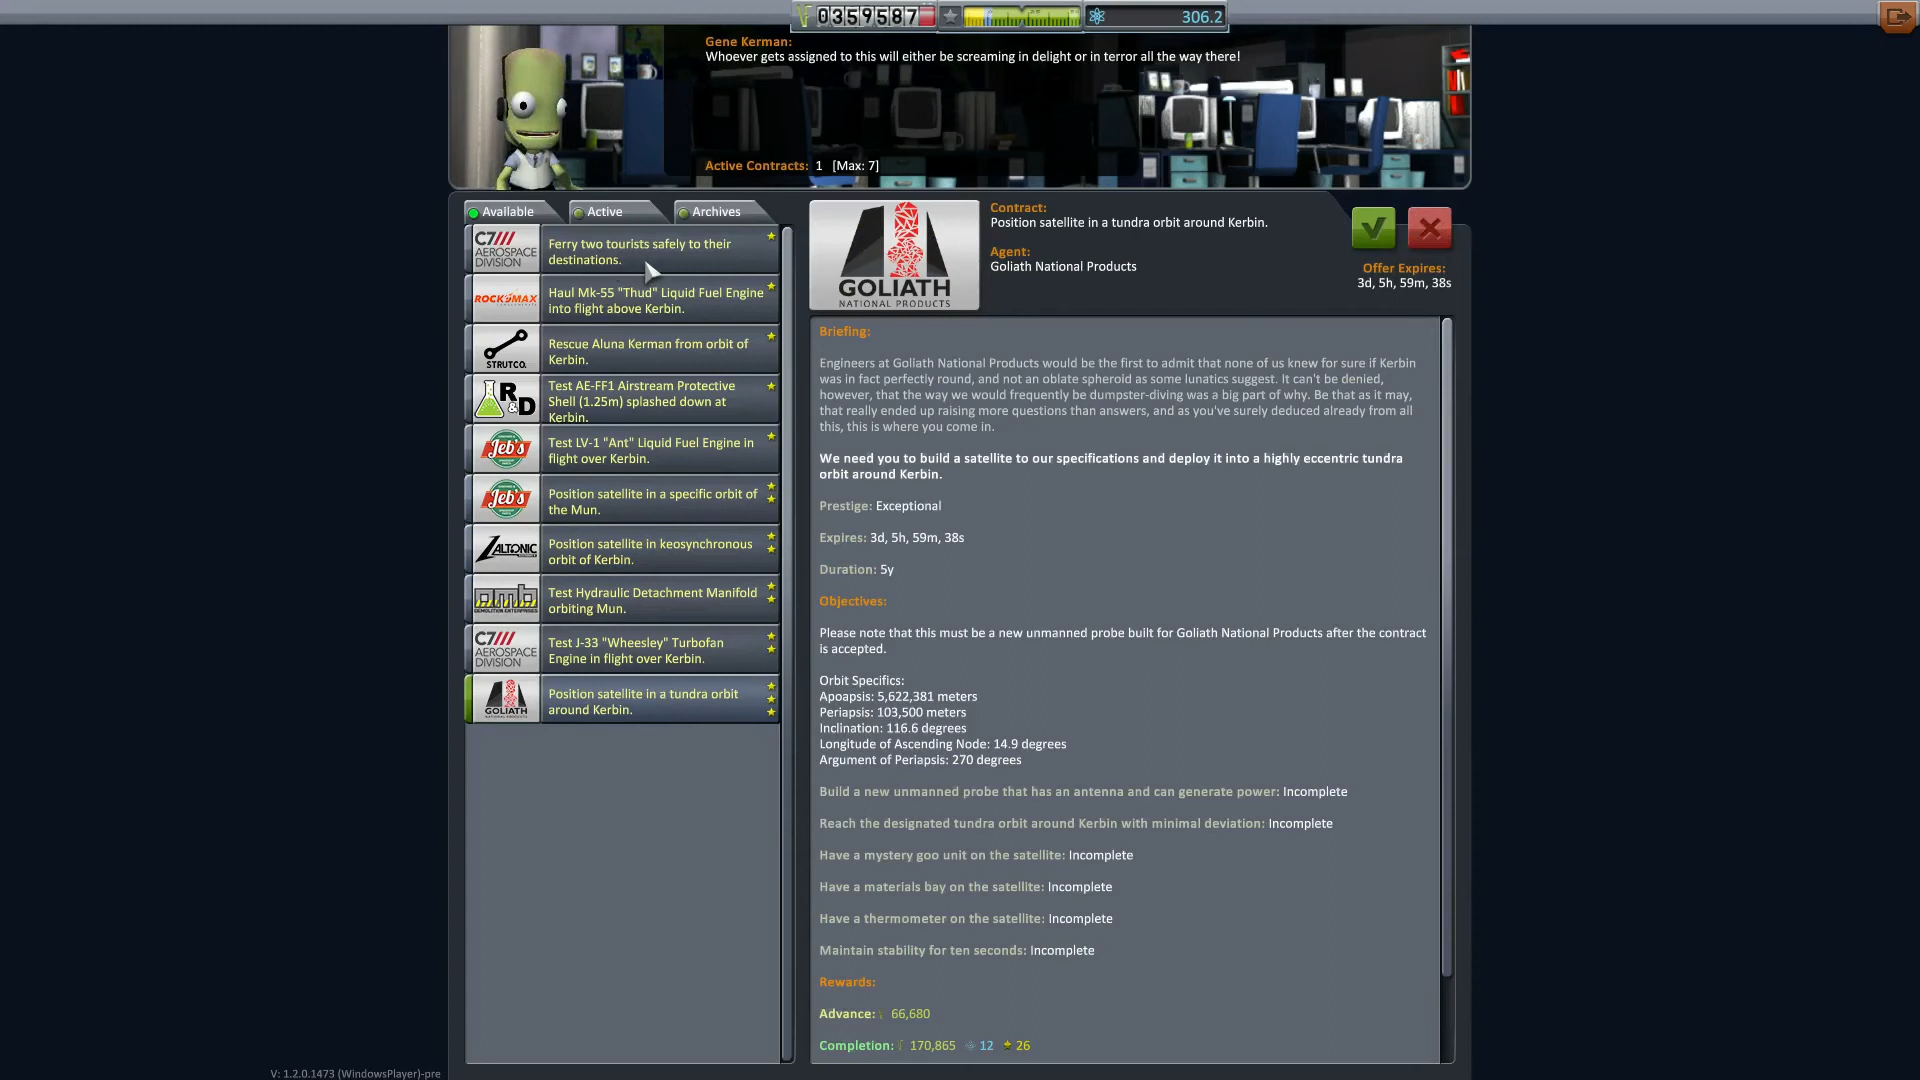 0359587
306.2
Gene Kerman:
Whoever gets assigned to this will either be screaming in delight or in terror all the way there!
Active Contracts: 1 [Max: 7]
Available
Active
Archives
C7///
AEROSPACE
DIVISION
Ferry two tourists safely to their
destinations.
ROCKOMAX
Haul Mk-55 "Thud" Liquid Fuel Engine
into flight above Kerbin.
STRUTCO.
Rescue Aluna Kerman from orbit of
Kerbin.
R&D
Test AE-FF1 Airstream Protective
Shell (1.25m) splashed down at
Kerbin.
Jeb's
Test LV-1 "Ant" Liquid Fuel Engine in
flight over Kerbin.
Jeb's
Position satellite in a specific orbit of
the Mun.
ZALTONIC
Position satellite in keosynchronous
orbit of Kerbin.
OMB
DEMOLITION ENTERPRISES
Test Hydraulic Detachment Manifold
orbiting Mun.
C7///
AEROSPACE
DIVISION
Test J-33 "Wheesley" Turbofan
Engine in flight over Kerbin.
GOLIATH
NATIONAL PRODUCTS
Position satellite in a tundra orbit
around Kerbin.
GOLIATH
NATIONAL PRODUCTS
Contract:
Position satellite in a tundra orbit around Kerbin.
Agent:
Goliath National Products
Offer Expires:
3d, 5h, 59m, 38s
Briefing:
Engineers at Goliath National Products would be the first to admit that none of us knew for sure if Kerbin
was in fact perfectly round, and not an oblate spheroid as some lunatics suggest. It can't be denied,
however, that the way we would frequently be dumpster-diving was a big part of why. Be that as it may,
that really ended up raising more questions than answers, and as you've surely deduced already from all
this, this is where you come in.
We need you to build a satellite to our specifications and deploy it into a highly eccentric tundra
orbit around Kerbin.
Prestige: Exceptional
Expires: 3d, 5h, 59m, 38s
Duration: 5y
Objectives:
Please note that this must be a new unmanned probe built for Goliath National Products after the contract
is accepted.
Orbit Specifics:
Apoapsis: 5,622,381 meters
Periapsis: 103,500 meters
Inclination: 116.6 degrees
Longitude of Ascending Node: 14.9 degrees
Argument of Periapsis: 270 degrees
Build a new unmanned probe that has an antenna and can generate power: Incomplete
Reach the designated tundra orbit around Kerbin with minimal deviation: Incomplete
Have a mystery goo unit on the satellite: Incomplete
Have a materials bay on the satellite: Incomplete
Have a thermometer on the satellite: Incomplete
Maintain stability for ten seconds: Incomplete
Rewards:
Advance: 66,680
Completion: 170,865 12 26
V: 1.2.0.1473 (WindowsPlayer)-pre